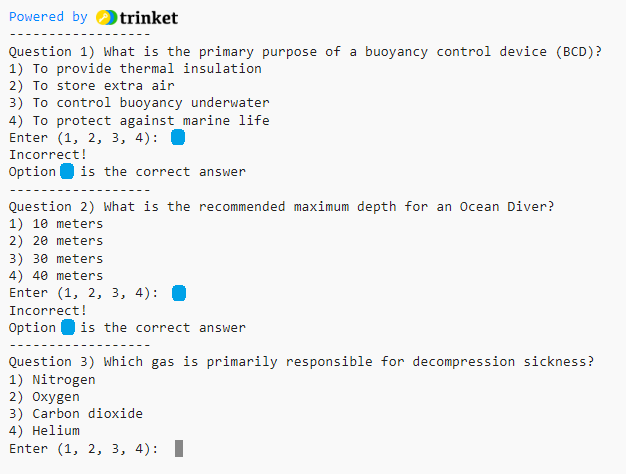 Powered by trinket
------------------
Question 1) What is the primary purpose of a buoyancy control device (BCD)?
1) To provide thermal insulation
2) To store extra air
3) To control buoyancy underwater
4) To protect against marine life
Enter (1, 2, 3, 4):
Incorrect!
Option is the correct answer
------------------
Question 2) What is the recommended maximum depth for an Ocean Diver?
1) 10 meters
2) 20 meters
3) 30 meters
4) 40 meters
Enter (1, 2, 3, 4):
Incorrect!
Option is the correct answer
------------------
Question 3) Which gas is primarily responsible for decompression sickness?
1) Nitrogen
2) Oxygen
3) Carbon dioxide
4) Helium
Enter (1, 2, 3, 4):